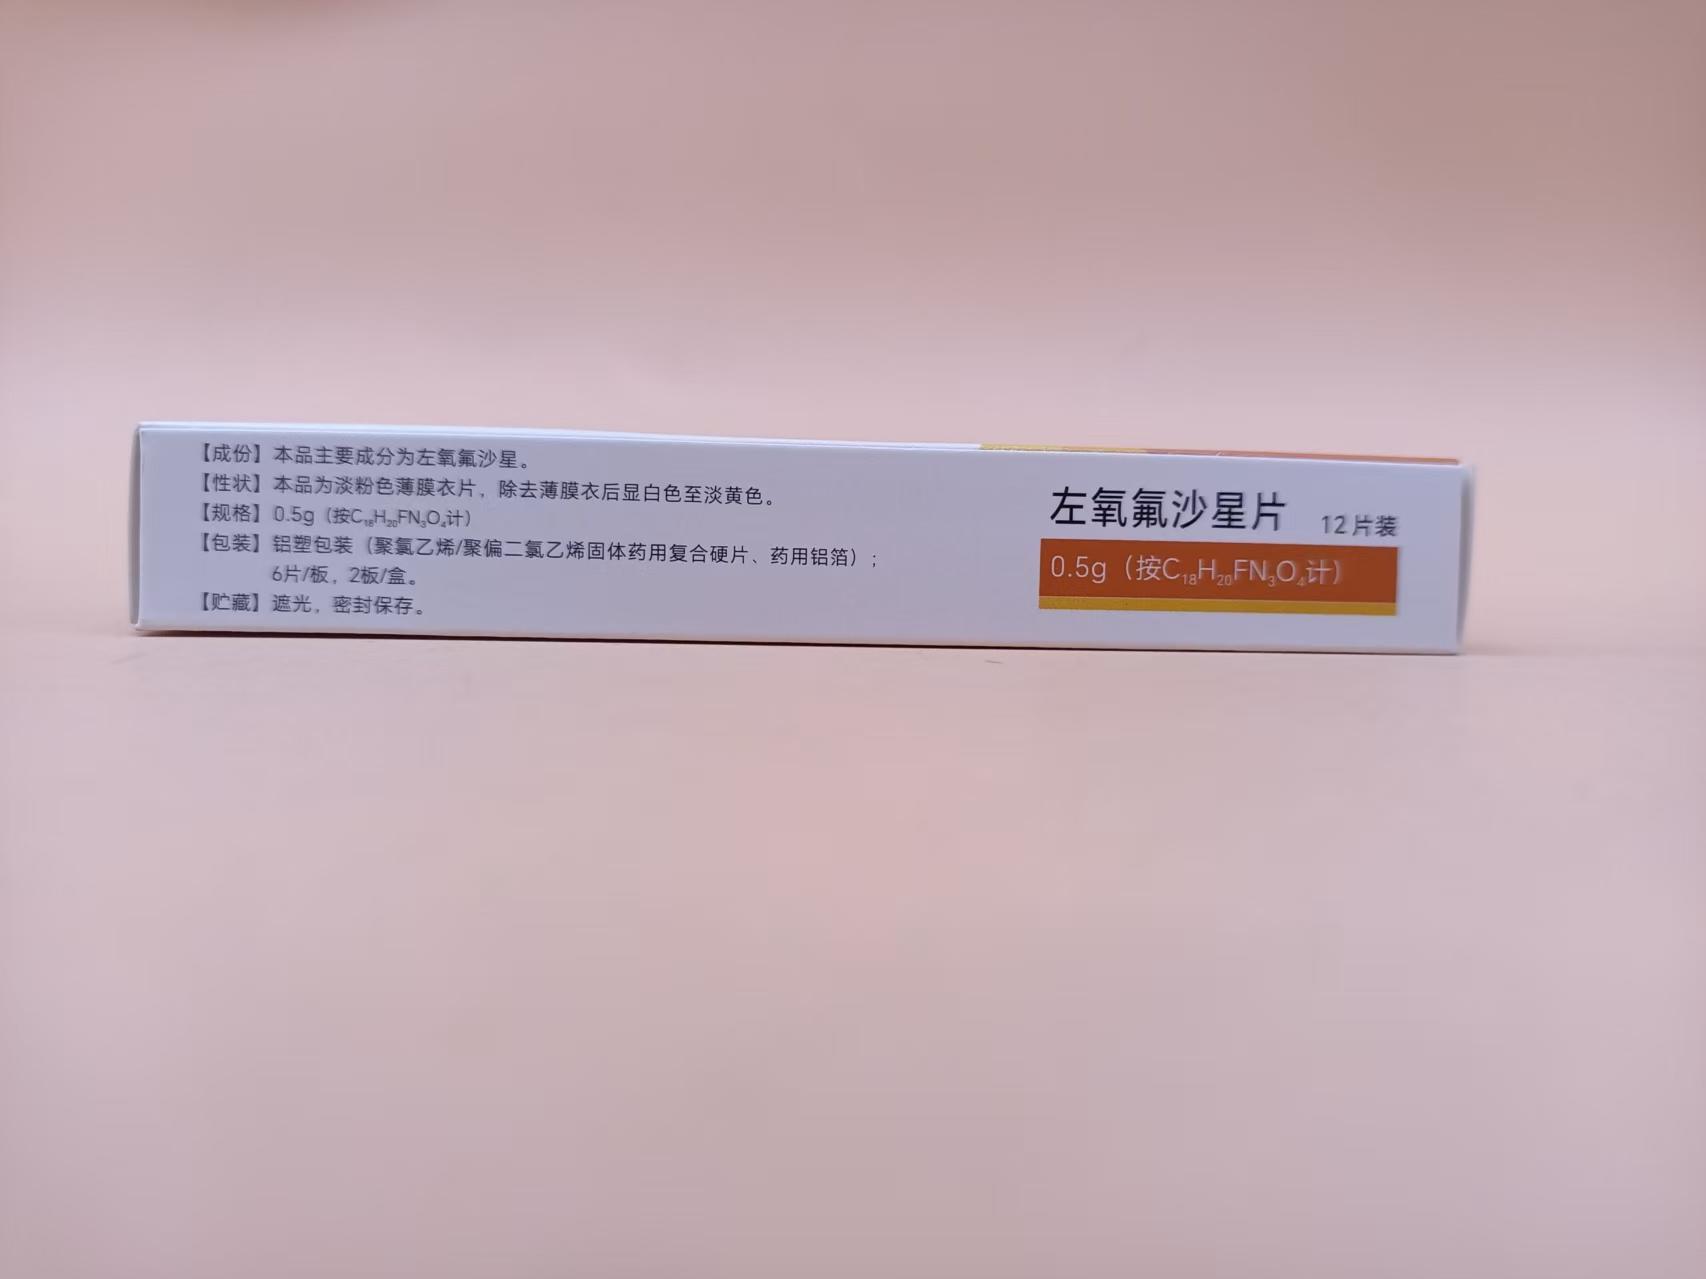 【成份】本品主要成分为左氧氟沙星。
【性状】本品为淡粉色薄膜衣片，除去薄膜衣后显白色至淡黄色。
【规格】0.5g（按C₁₈H₂₀FN₃O₄计）
【包装】铝塑包装（聚氯乙烯/聚偏二氯乙烯固体药用复合硬片、药用铝箔）；
6片/板，2板/盒。
【贮藏】遮光，密封保存。
左氧氟沙星片 12片装
0.5g（按C₁₈H₂₀FN₃O₄计）